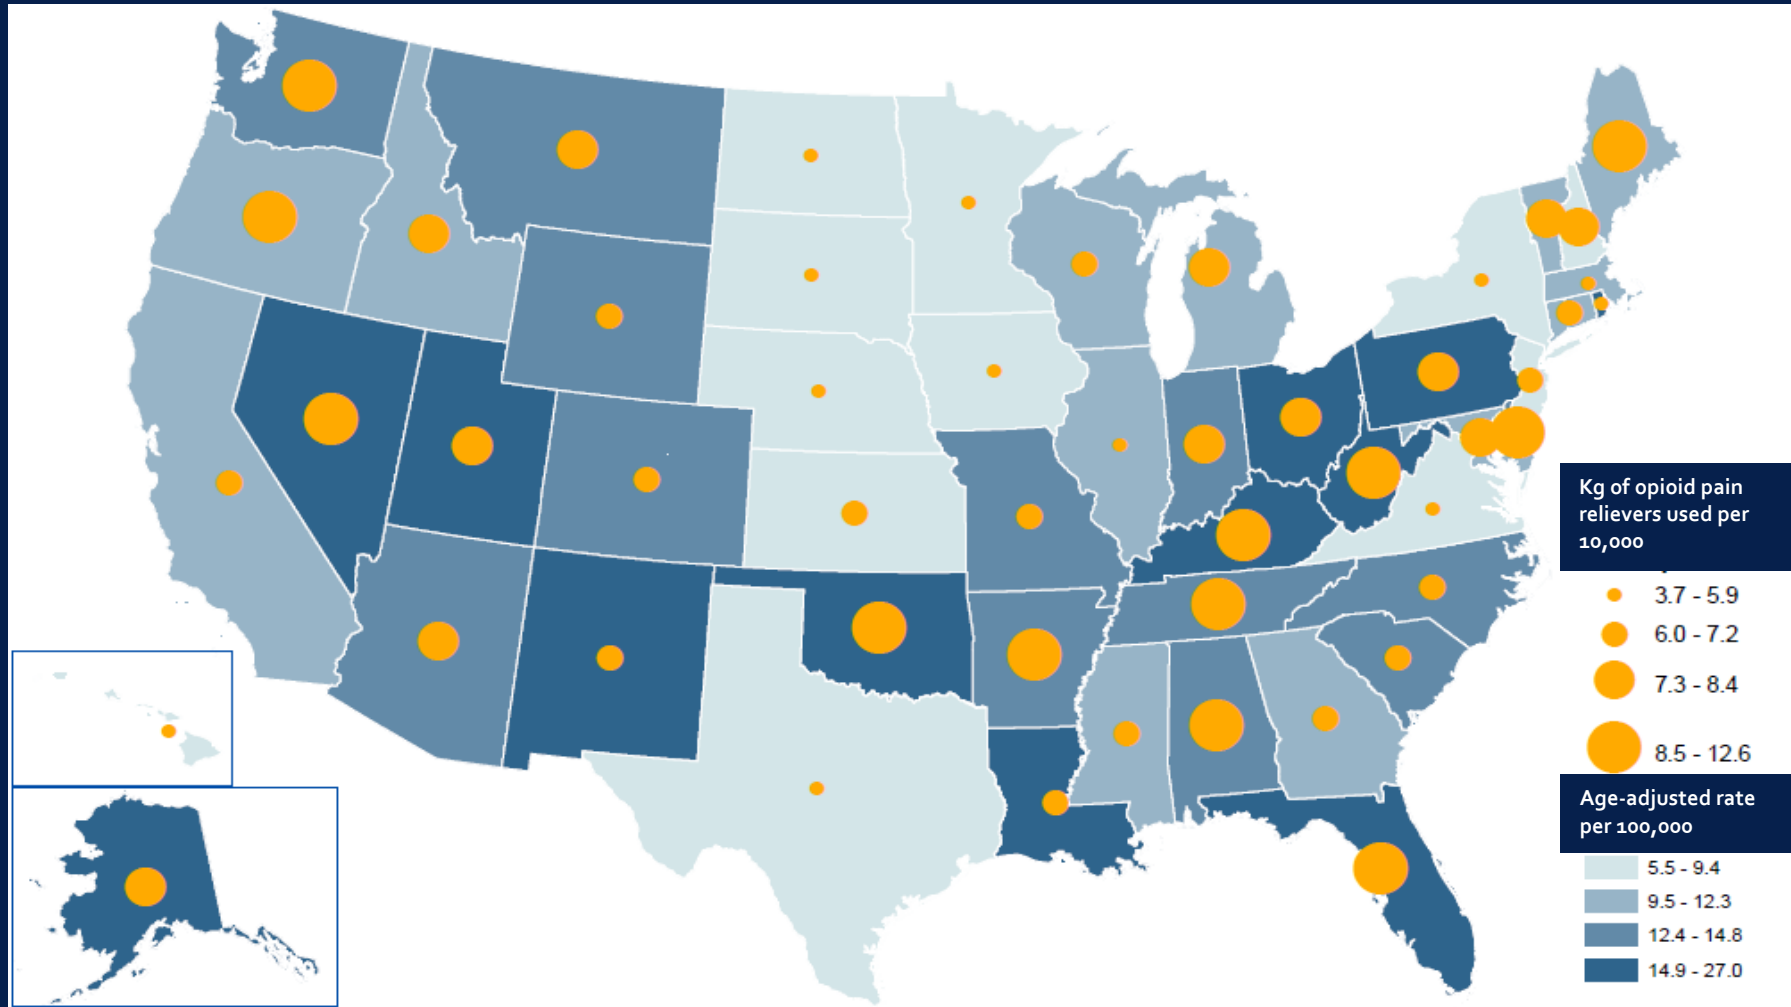 Kg of opioid pain
relievers used per
10,000
3.7 - 5.9
6.0 - 7.2
7.3 - 8.4
8.5 - 12.6
Age-adjusted rate
per 100,000
5.5 - 9.4
9.5 - 12.3
12.4 - 14.8
14.9 - 27.0